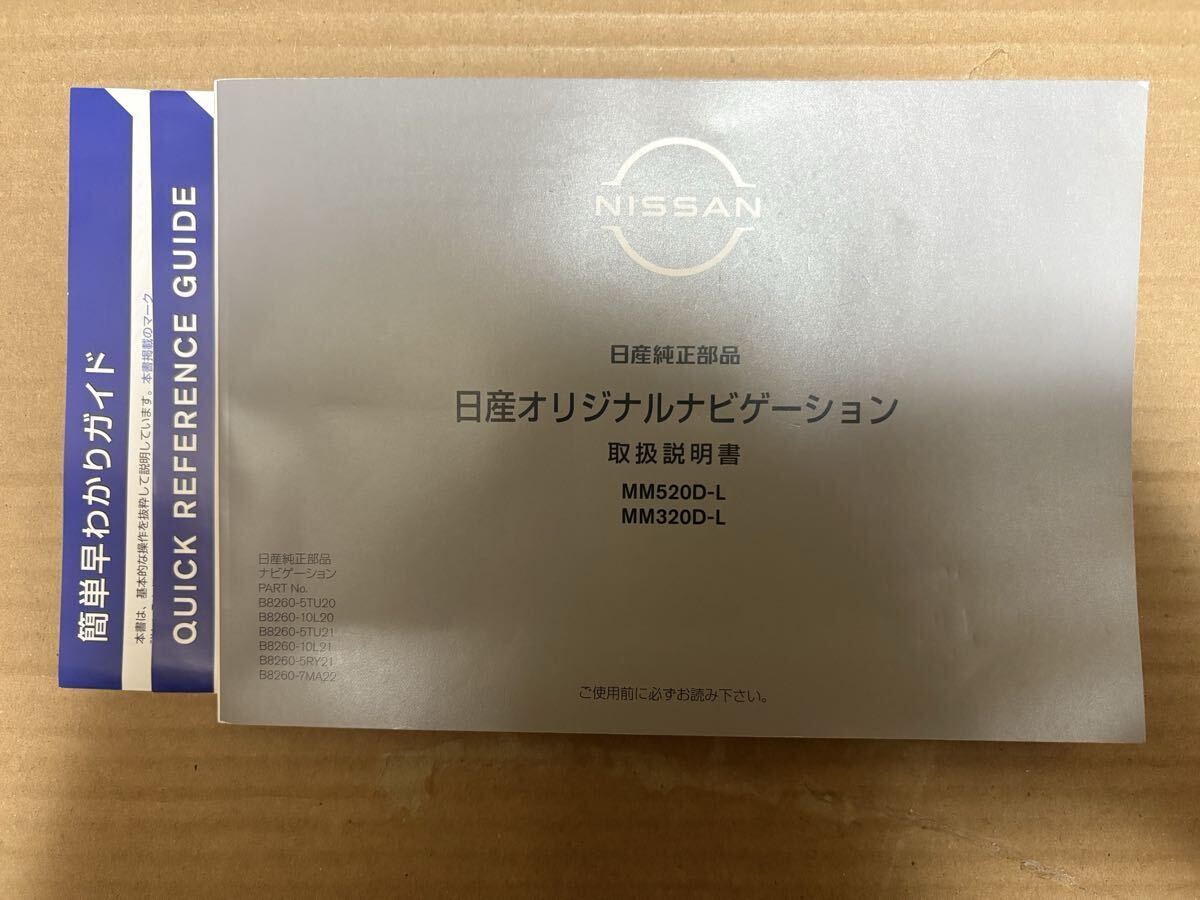 簡単早わかりガイド
本書は、基本的な操作を抜粋して説明しています。本書掲載のマーク
QUICK REFERENCE GUIDE
NISSAN
日産純正部品
日産オリジナルナビゲーション
取扱説明書
MM520D-L
MM320D-L
日産純正部品
ナビゲーション
PART No.
B8260-5TU20
B8260-10L20
B8260-5TU21
B8260-10L21
B8260-5RY21
B8260-7MA22
ご使用前に必ずお読み下さい。